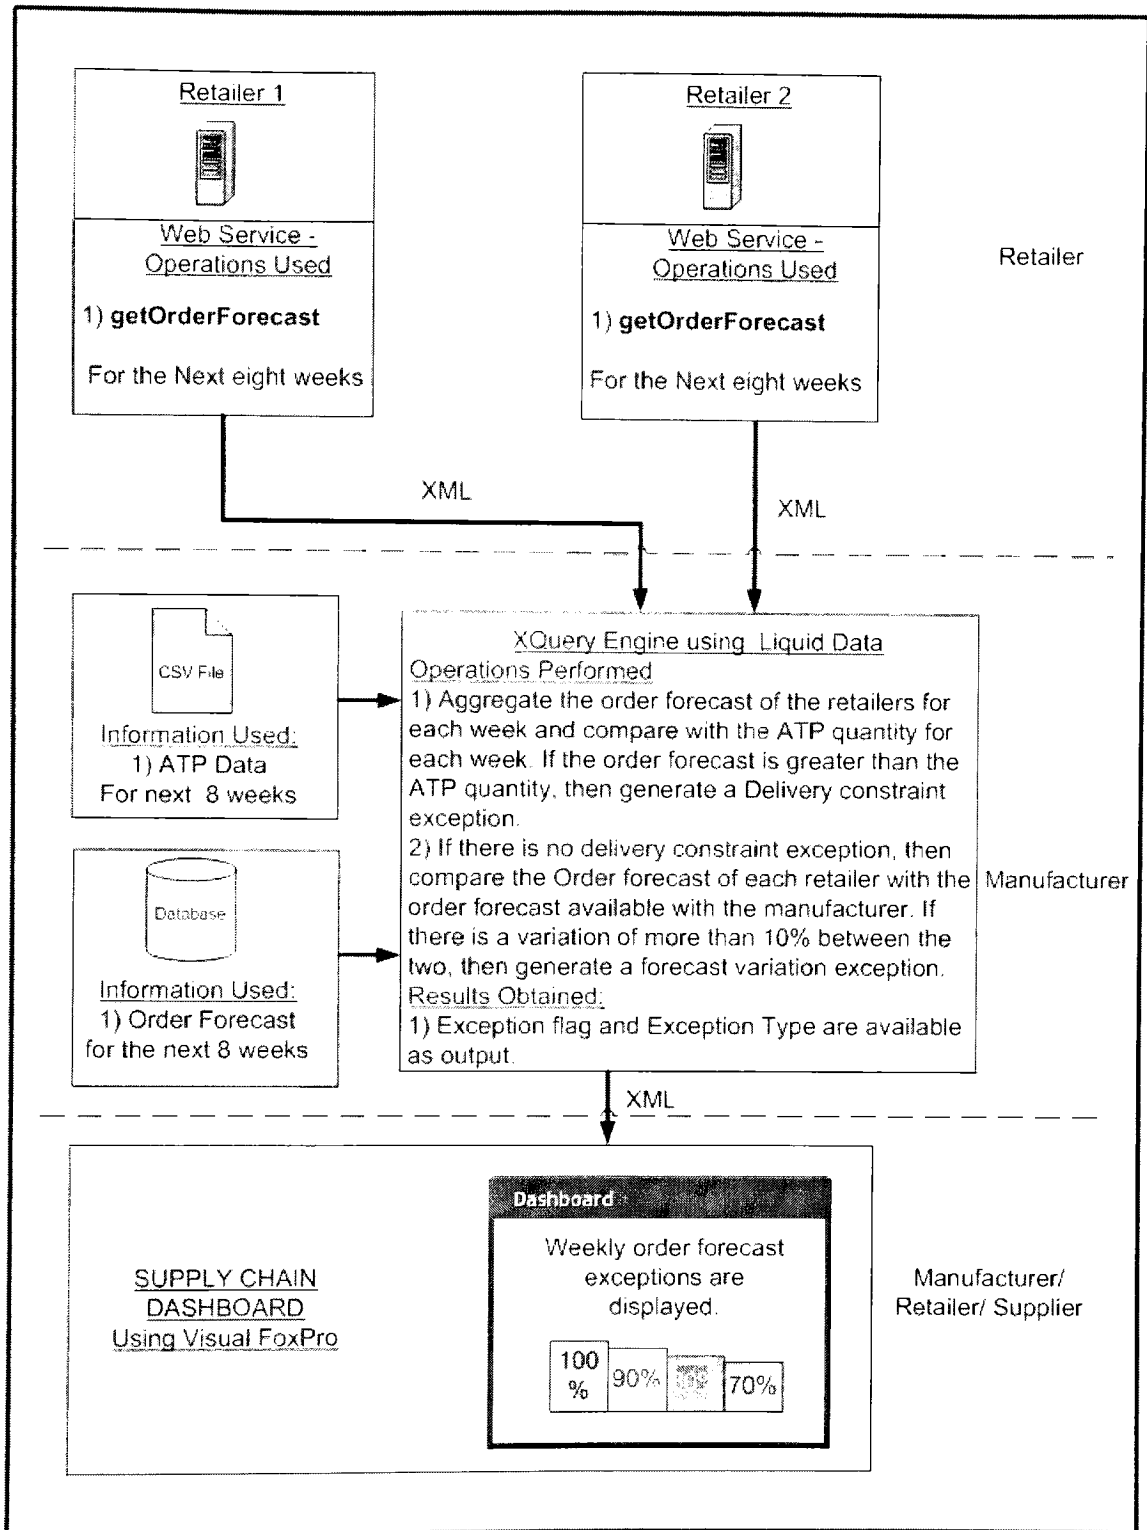 Retailer 1
Web Service -
Operations Used
1) getOrderForecast
For the Next eight weeks
Retailer 2
Web Service -
Operations Used
1) getOrderForecast
For the Next eight weeks
Retailer
XML
XML
CSV File
Information Used:
1) ATP Data
For next 8 weeks
Database
Information Used:
1) Order Forecast
for the next 8 weeks
XQuery Engine using Liquid Data
Operations Performed
1) Aggregate the order forecast of the retailers for
each week and compare with the ATP quantity for
each week. If the order forecast is greater than the
ATP quantity, then generate a Delivery constraint
exception.
2) If there is no delivery constraint exception, then
compare the Order forecast of each retailer with the
order forecast available with the manufacturer. If
there is a variation of more than 10% between the
two, then generate a forecast variation exception.
Results Obtained:
1) Exception flag and Exception Type are available
as output.
Manufacturer
XML
SUPPLY CHAIN
DASHBOARD
Using Visual FoxPro
Dashboard
Weekly order forecast
exceptions are
displayed.
100
%
90%
70%
Manufacturer/
Retailer/ Supplier